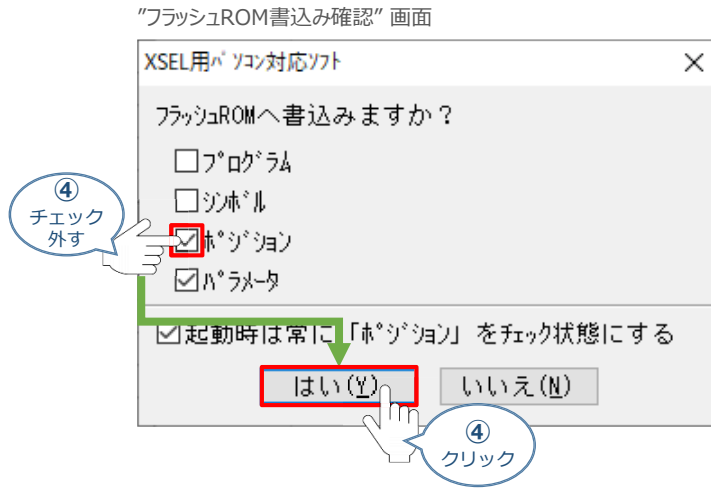 ”フラッシュROM書込み確認” 画面
XSEL用ﾊﾟｿｺﾝ対応ｿﾌﾄ
ﾌﾗｯｼｭROMへ書込みますか？
ﾌﾟﾛｸﾞﾗﾑ
ｼﾝﾎﾞﾙ
④
チェック
外す
ﾎﾟｼﾞｼｮﾝ
ﾊﾟﾗﾒｰﾀ
起動時は常に「ﾎﾟｼﾞｼｮﾝ」をﾁｪｯｸ状態にする
はい(Y)
いいえ(N)
④
クリック